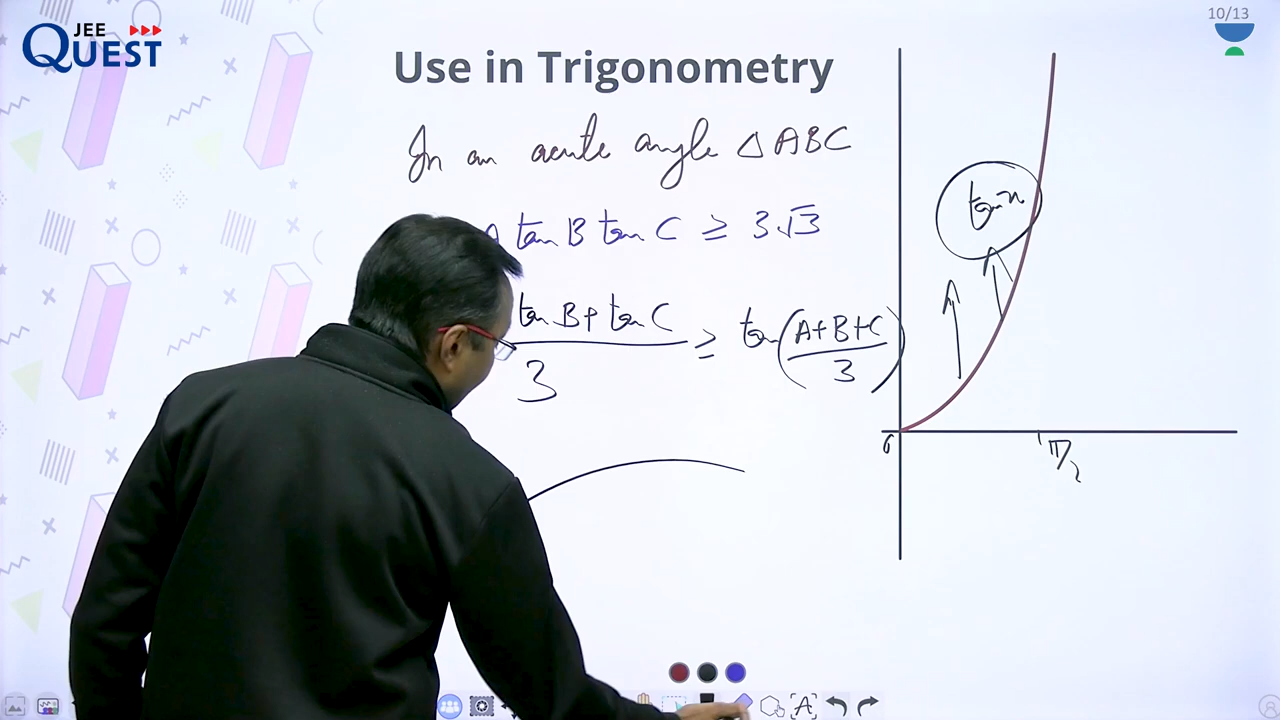 10/13
JEE
QUEST
Use in Trigonometry
In an acute angle △ABC
tan B tan C ≥ 3√3
tan x
tan B + tan C
3
≥ tan(A+B+C
3)
0
π/2
A